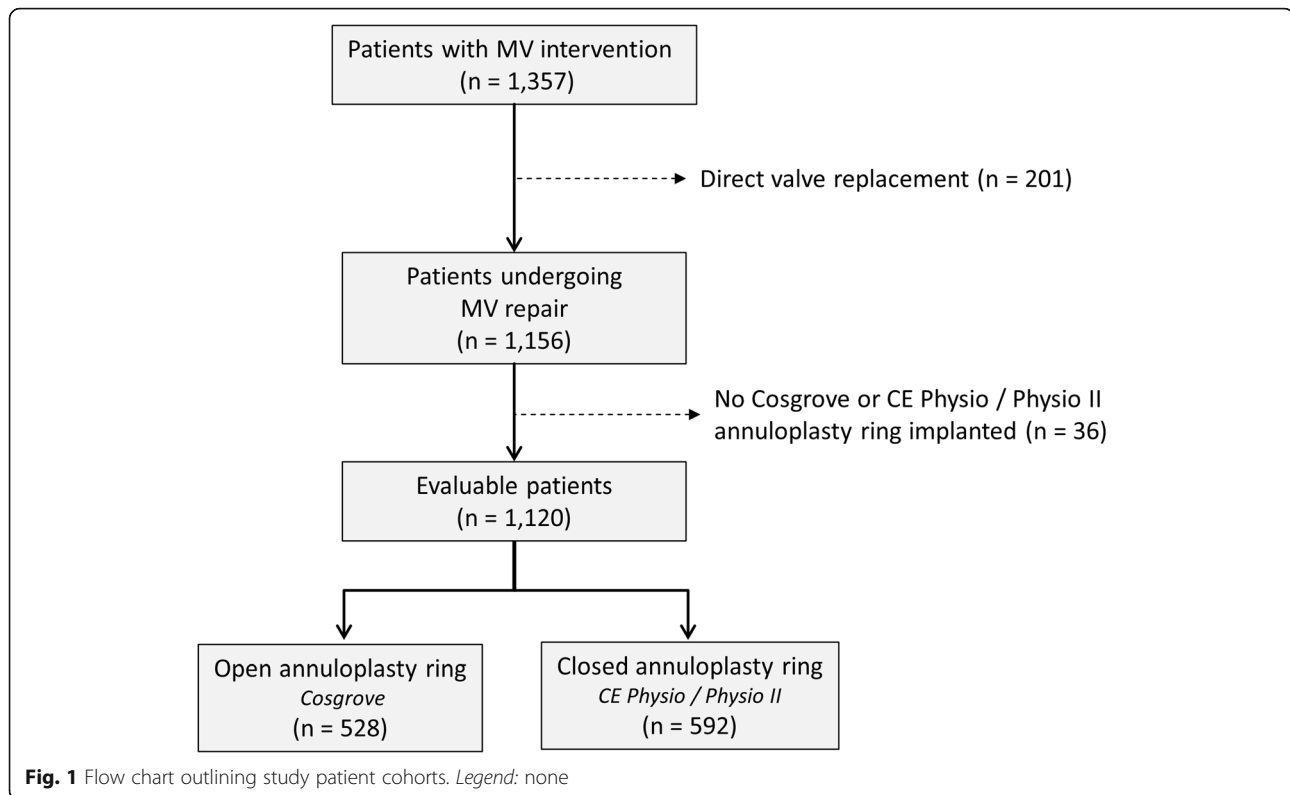 Patients with MV intervention
(n = 1,357)
Direct valve replacement (n = 201)
Patients undergoing
MV repair
(n = 1,156)
No Cosgrove or CE Physio / Physio II
annuloplasty ring implanted (n = 36)
Evaluable patients
(n = 1,120)
Open annuloplasty ring
Cosgrove
(n = 528)
Closed annuloplasty ring
CE Physio / Physio II
(n = 592)
Fig. 1 Flow chart outlining study patient cohorts. Legend: none